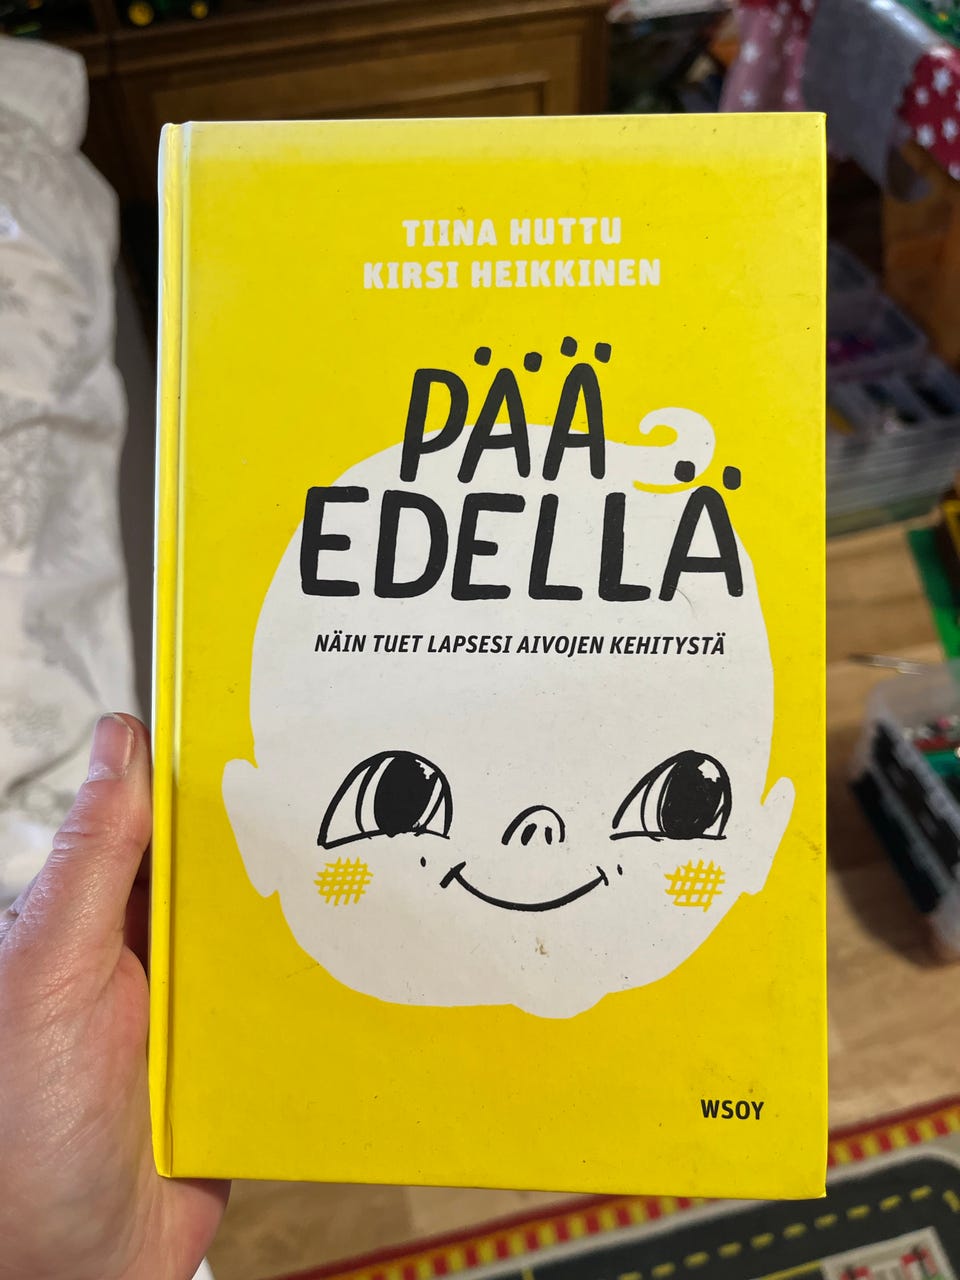 TIINA HUTTU
KIRSI HEIKKINEN
PÄÄ
EDELLÄ
NÄIN TUET LAPSESI AIVOJEN KEHITYSTÄ
WSOY